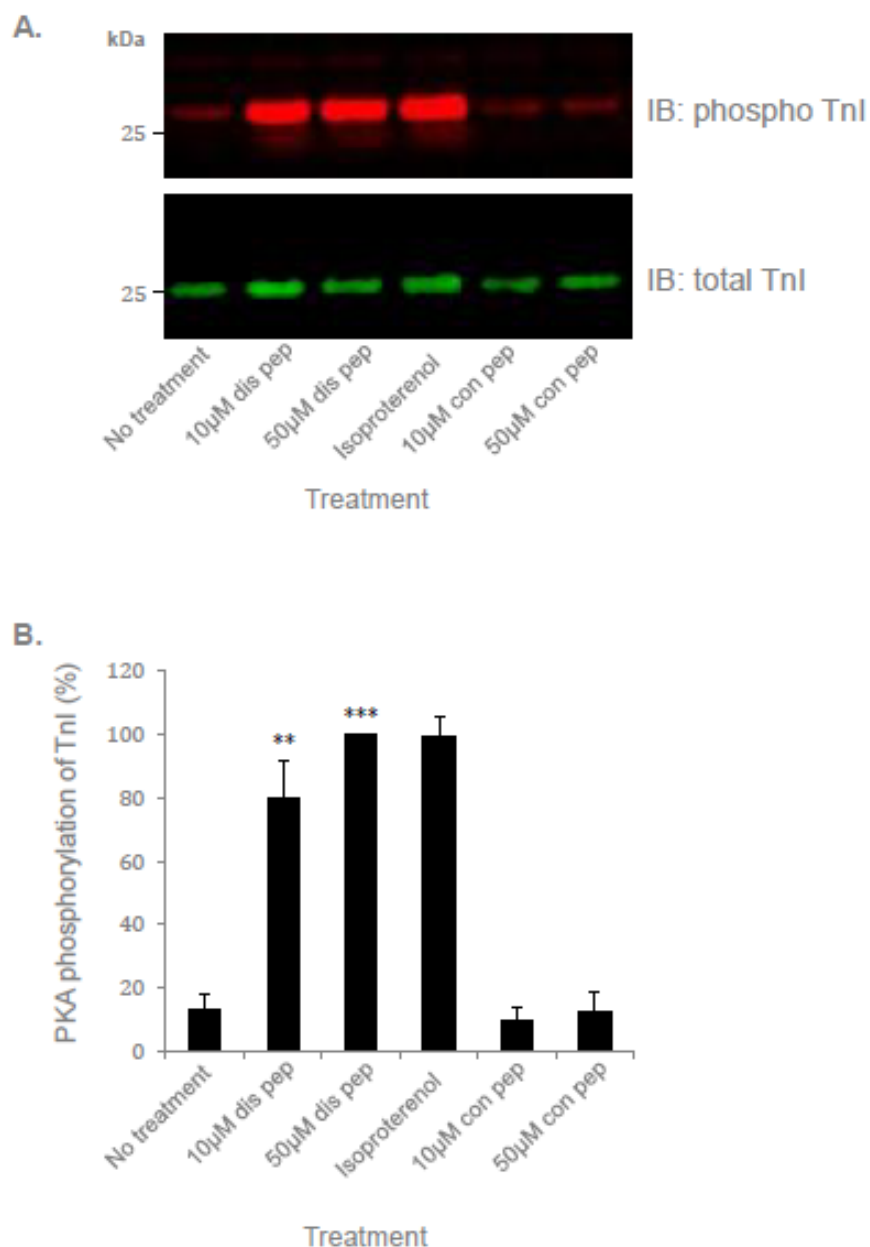 A.
kDa
IB: phospho TnI
25
IB: total TnI
25
No treatment
10µM dis pep
50µM dis pep
Isoproterenol
10µM con pep
50µM con pep
Treatment
B.
PKA phosphorylation of TnI (%)
120
***
**
100
80
60
40
20
0
No treatment
10µM dis pep
50µM dis pep
Isoproterenol
10µM con pep
50µM con pep
Treatment